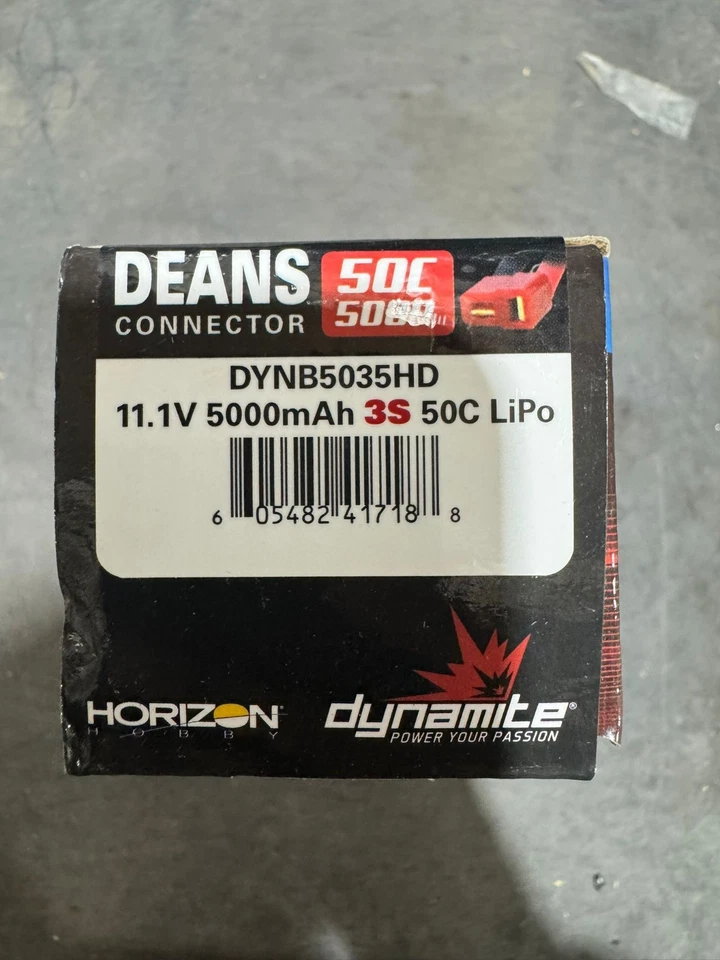 DEANS
CONNECTOR
50C
5000
DYNB5035HD
11.1V 5000mAh 3S 50C LiPo
6 05482 41718 8
HORIZON®
HOBBY
dynamite®
POWER YOUR PASSION